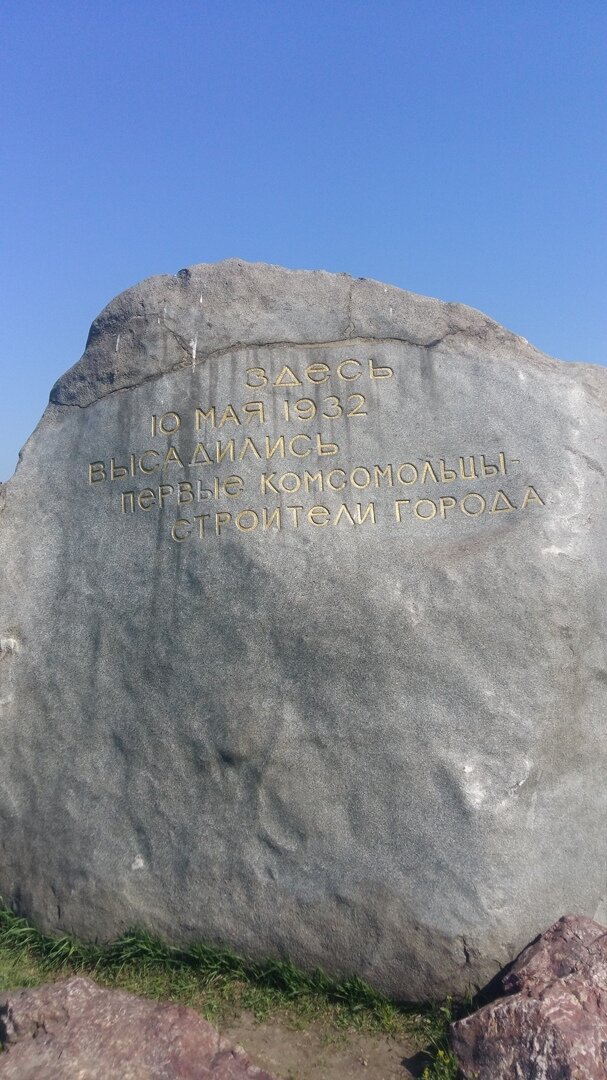 здесь
10 мая 1932
высадились
первые комсомольцы-
строители города